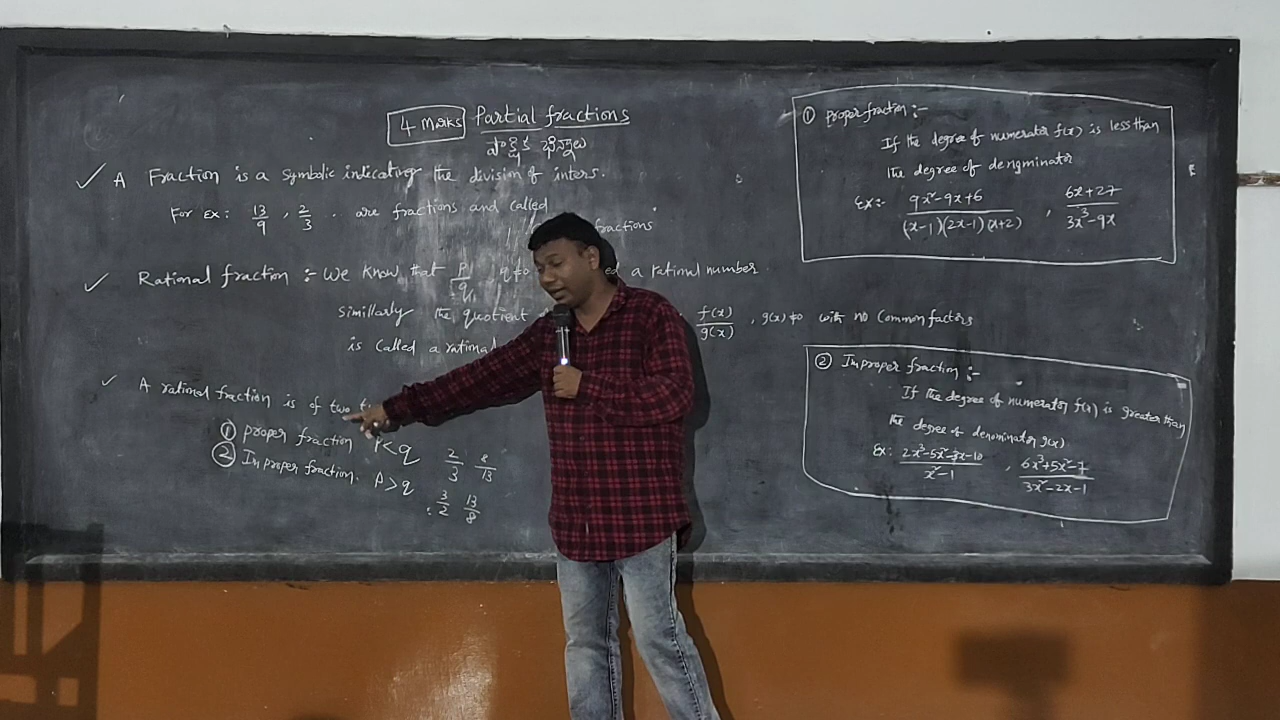 4 Marks Partial fractions
పాక్షిక భిన్నాలు
A Fraction is a symbolic indicating the division of inters.
For Ex: 13/9 , 2/3 . are fractions and called
fractions
Rational fraction :- We know that p/q , q≠0 ed a rational number.
simillarly the quotient f(x)/g(x) , g(x)≠0 with no Common factors
is called a rational
A rational fraction is of two
① proper fraction P<q 2/3 8/13
② Improper fraction. P>q : 3/2 13/8
① proper fraction :-
If the degree of numerator f(x) is less than
the degree of denominator
Ex:- 9x²-9x+6/(x-1)(2x-1)(x+2) , 6x+27/3x³-9x
② Improper fraction :-
If the degree of numerator f(x) is greater than
the degree of denominator g(x)
Ex: 2x³-5x²-3x-10/x²-1 , 6x³+5x²-7/3x²-2x-1